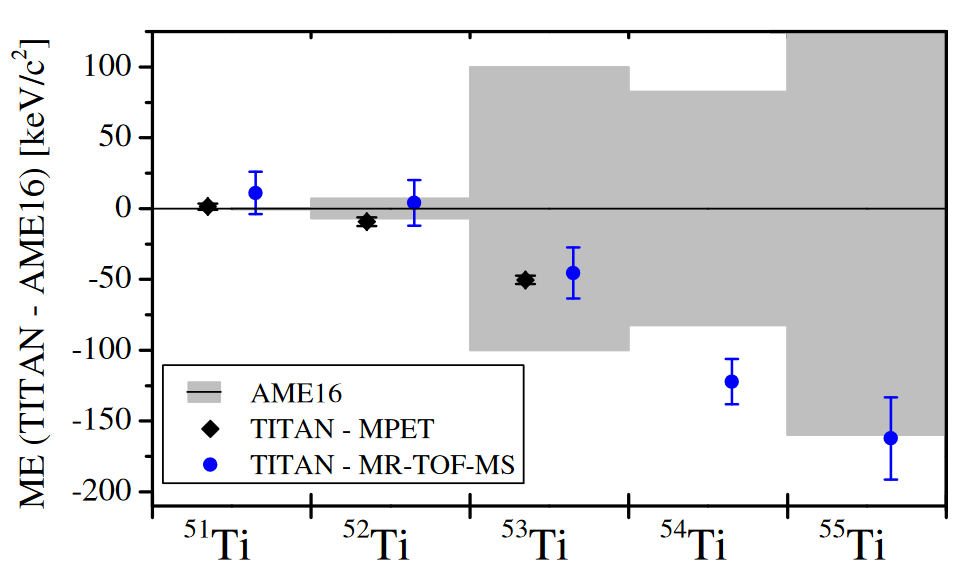 ME (TITAN - AME16) [keV/c²]
100
50
0
-50
-100
-150
-200
AME16
TITAN - MPET
TITAN - MR-TOF-MS
⁵¹Ti ⁵²Ti ⁵³Ti ⁵⁴Ti ⁵⁵Ti